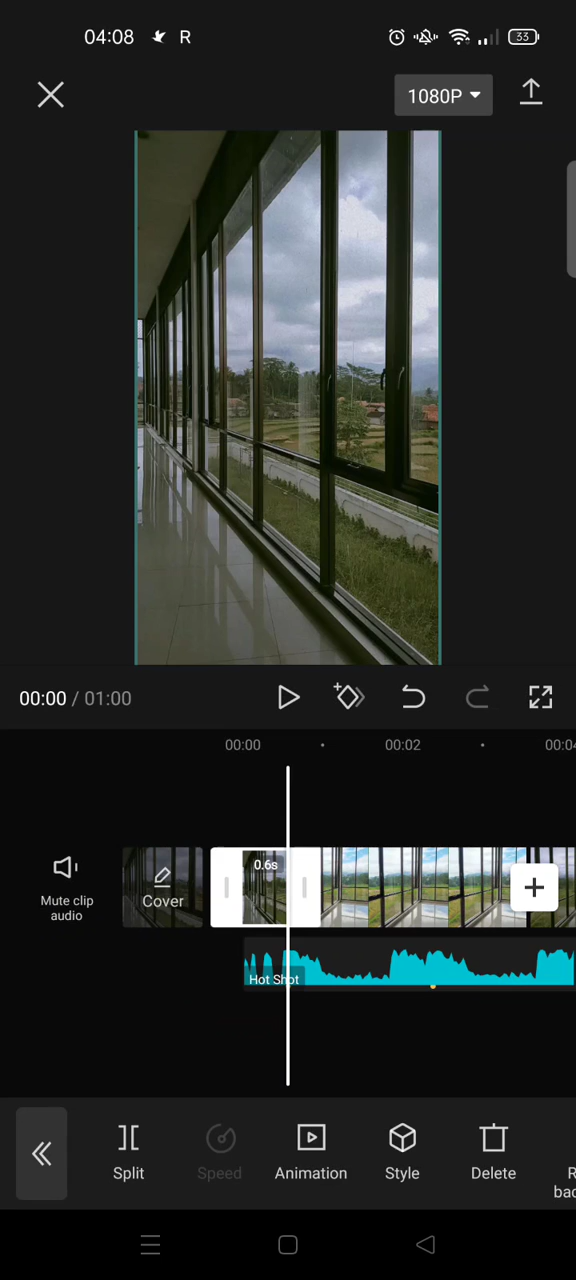 04:08 R 33
1080P
00:00 / 01:00
00:00 00:02 00:04
0.6s
Mute clip
audio
Cover
Hot Shot
Split Speed Animation Style Delete